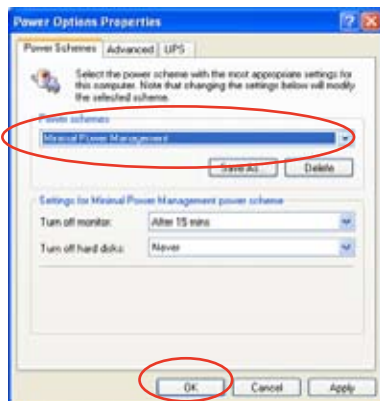 Power Options Properties
Power Schemes Advanced UPS
Select the power scheme with the most appropriate settings for
this computer. Note that changing the settings below will modify
the selected scheme.
Power schemes
Minimal Power Management
Save As... Delete
Settings for Minimal Power Management power scheme
Turn off monitor: After 15 mins
Turn off hard disks: Never
OK Cancel Apply